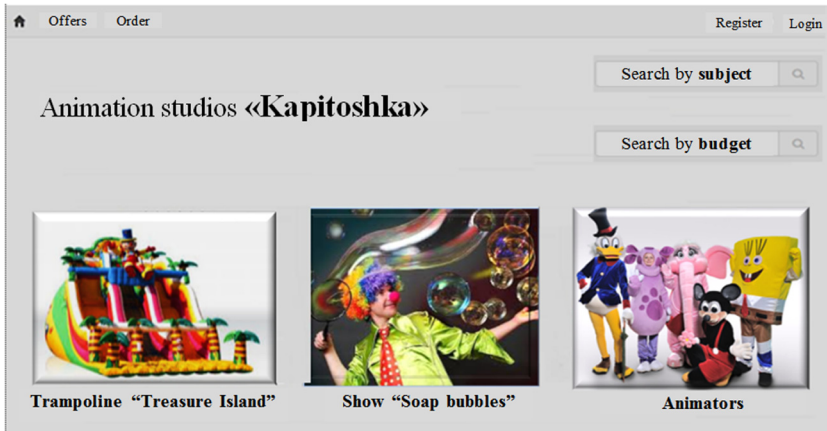 Offers Order Register Login
Search by subject
Animation studios «Kapitoshka»
Search by budget
Trampoline “Treasure Island” Show “Soap bubbles” Animators